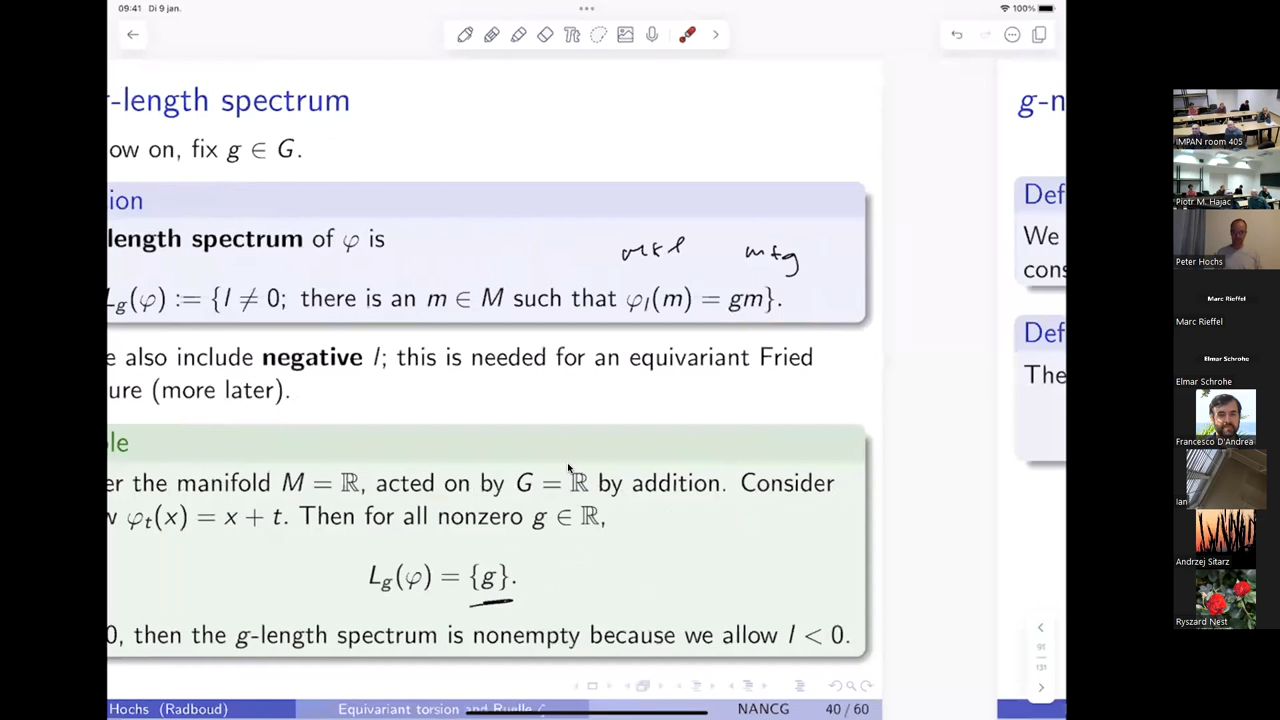 09:41 Di 9 jan.
100%
-length spectrum
ow on, fix g ∈ G.
ion
length spectrum of φ is
m+l m+g
L_g(φ) := {l ≠ 0; there is an m ∈ M such that φ_l(m) = gm}.
e also include negative l; this is needed for an equivariant Fried
ure (more later).
le
er the manifold M = ℝ, acted on by G = ℝ by addition. Consider
v φ_t(x) = x + t. Then for all nonzero g ∈ ℝ,
L_g(φ) = {g}.
0, then the g-length spectrum is nonempty because we allow l < 0.
Hochs (Radboud) Equivariant torsion and Ruelle ζ NANCG 40 / 60
g-n
Def
We
cons
Def
The
91
131
IMPAN room 405
Piotr M. Hajac
Peter Hochs
Marc Rieffel
Marc Rieffel
Elmar Schrohe
Elmar Schrohe
Francesco D'Andrea
Ian
Andrzej Sitarz
Ryszard Nest